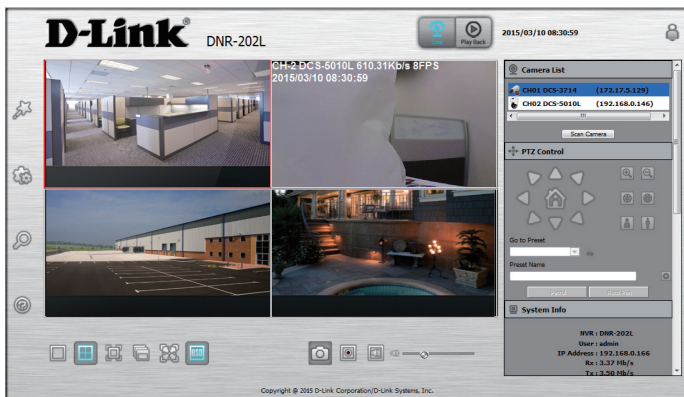 D-Link®
DNR-202L
Live
Play Back
2015/03/10 08:30:59
CH-2 DCS-5010L 610.31Kb/s 8FPS
2015/03/10 08:30:59
Camera List
CH01 DCS-3714 (172.17.5.129)
CH02 DCS-5010L (192.168.0.146)
Scan Camera
PTZ Control
Go to Preset
Preset Name
Patrol
Auto Pan
System Info
NVR : DNR-202L
User : admin
IP Address : 192.168.0.166
Rx : 3.37 Mb/s
Tx : 3.50 Mb/s
Copyright @ 2015 D-Link Corporation/D-Link Systems, Inc.